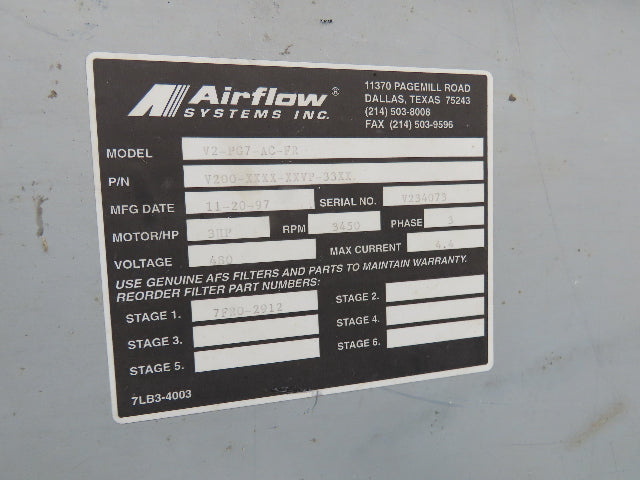 Airflow®
SYSTEMS INC.
11370 PAGEMILL ROAD
DALLAS, TEXAS 75243
(214) 503-8008
FAX (214) 503-9596
MODEL V2-PG7-AC-FR
P/N V200-XXXX-XXVP-33XX
MFG DATE 11-20-97 SERIAL NO. V234073
MOTOR/HP 3HP RPM 3450 PHASE 3
VOLTAGE 480 MAX CURRENT 4.4
USE GENUINE AFS FILTERS AND PARTS TO MAINTAIN WARRANTY.
REORDER FILTER PART NUMBERS:
STAGE 1. 7FR0-2912 STAGE 2.
STAGE 3. STAGE 4.
STAGE 5. STAGE 6.
7LB3-4003